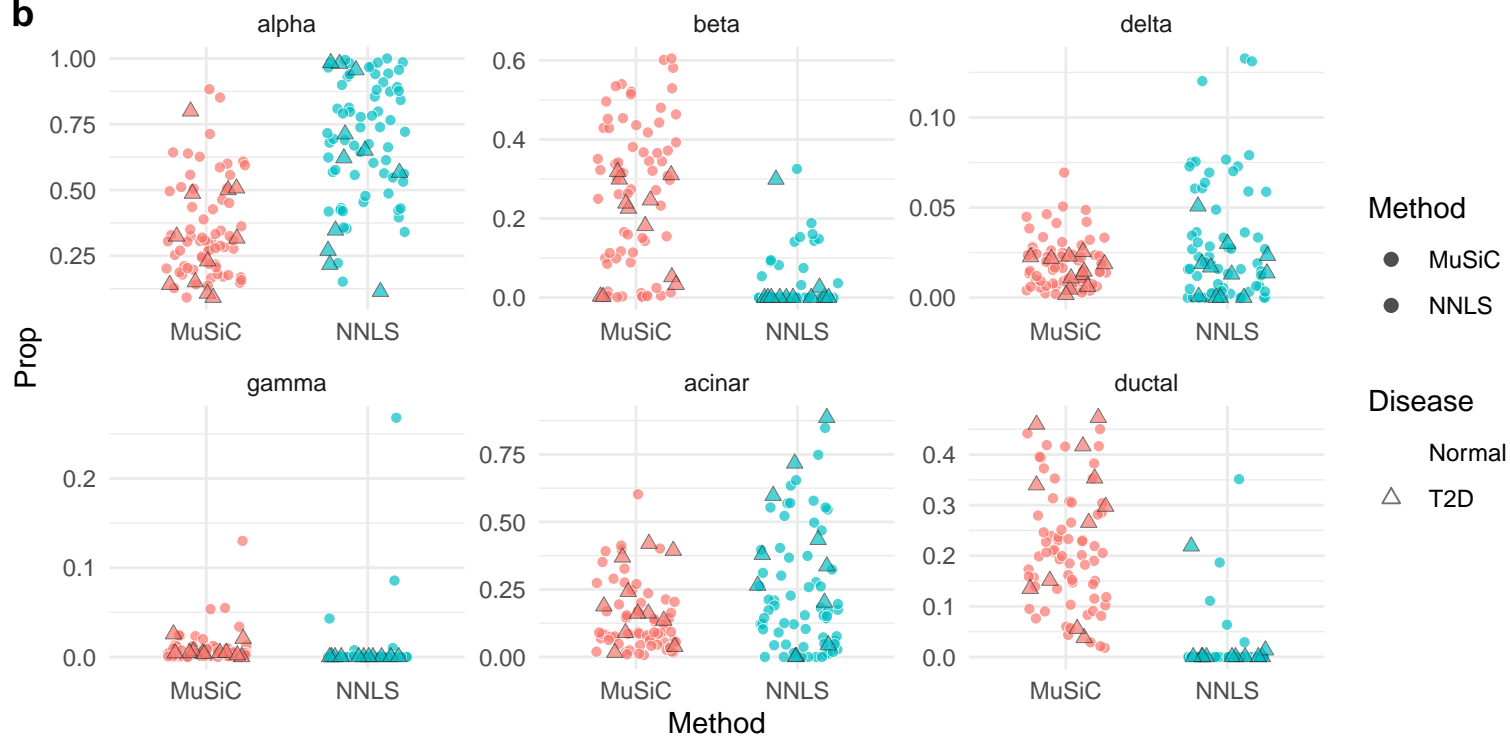 b
alpha
beta
delta
1.00
0.75
0.50
0.25
0.6
0.4
0.2
0.0
0.10
0.05
0.00
MuSiC
NNLS
MuSiC
NNLS
MuSiC
NNLS
Prop
gamma
acinar
ductal
0.2
0.1
0.0
0.75
0.50
0.25
0.00
0.4
0.3
0.2
0.1
0.0
MuSiC
NNLS
MuSiC
NNLS
MuSiC
NNLS
Method
Method
MuSiC
NNLS
Disease
Normal
T2D